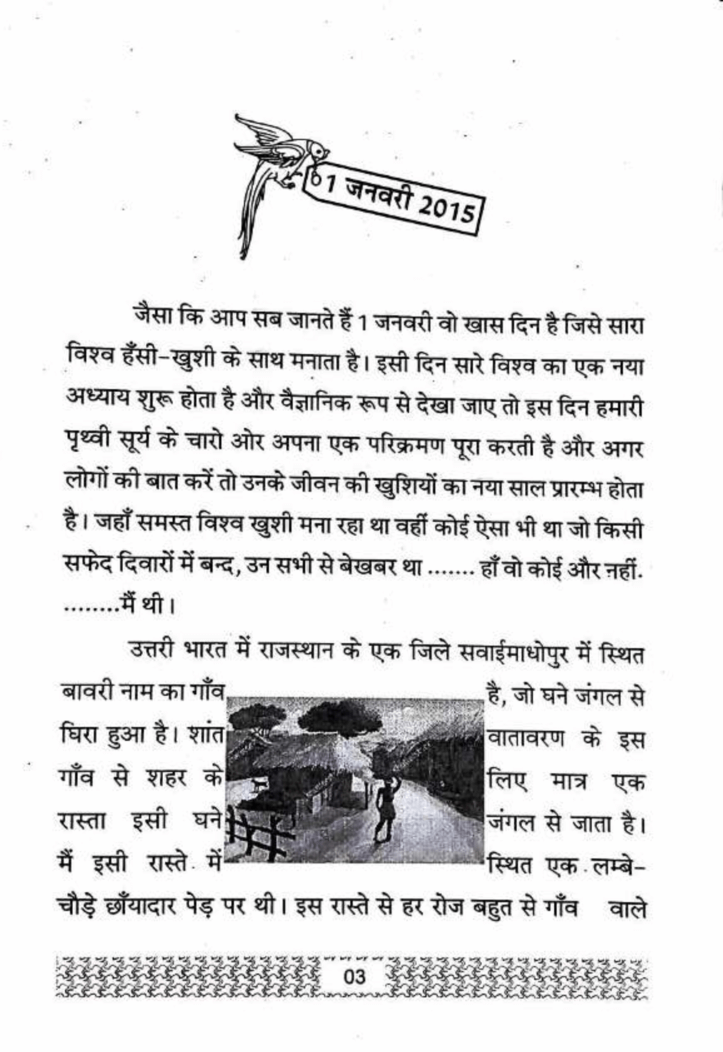 01 जनवरी 2015
जैसा कि आप सब जानते हैं 1 जनवरी वो खास दिन है जिसे सारा
विश्व हँसी-खुशी के साथ मनाता है। इसी दिन सारे विश्व का एक नया
अध्याय शुरू होता है और वैज्ञानिक रूप से देखा जाए तो इस दिन हमारी
पृथ्वी सूर्य के चारो ओर अपना एक परिक्रमण पूरा करती है और अगर
लोगों की बात करें तो उनके जीवन की खुशियों का नया साल प्रारम्भ होता
है। जहाँ समस्त विश्व खुशी मना रहा था वहीं कोई ऐसा भी था जो किसी
सफेद दिवारों में बन्द, उन सभी से बेखबर था ....... हाँ वो कोई और नहीं.
........मैं थी।
उत्तरी भारत में राजस्थान के एक जिले सवाईमाधोपुर में स्थित
बावरी नाम का गाँव है, जो घने जंगल से
घिरा हुआ है। शांत वातावरण के इस
गाँव से शहर के लिए मात्र एक
रास्ता इसी घने जंगल से जाता है।
मैं इसी रास्ते में स्थित एक लम्बे-
चौड़े छाँयादार पेड़ पर थी। इस रास्ते से हर रोज बहुत से गाँव वाले
03